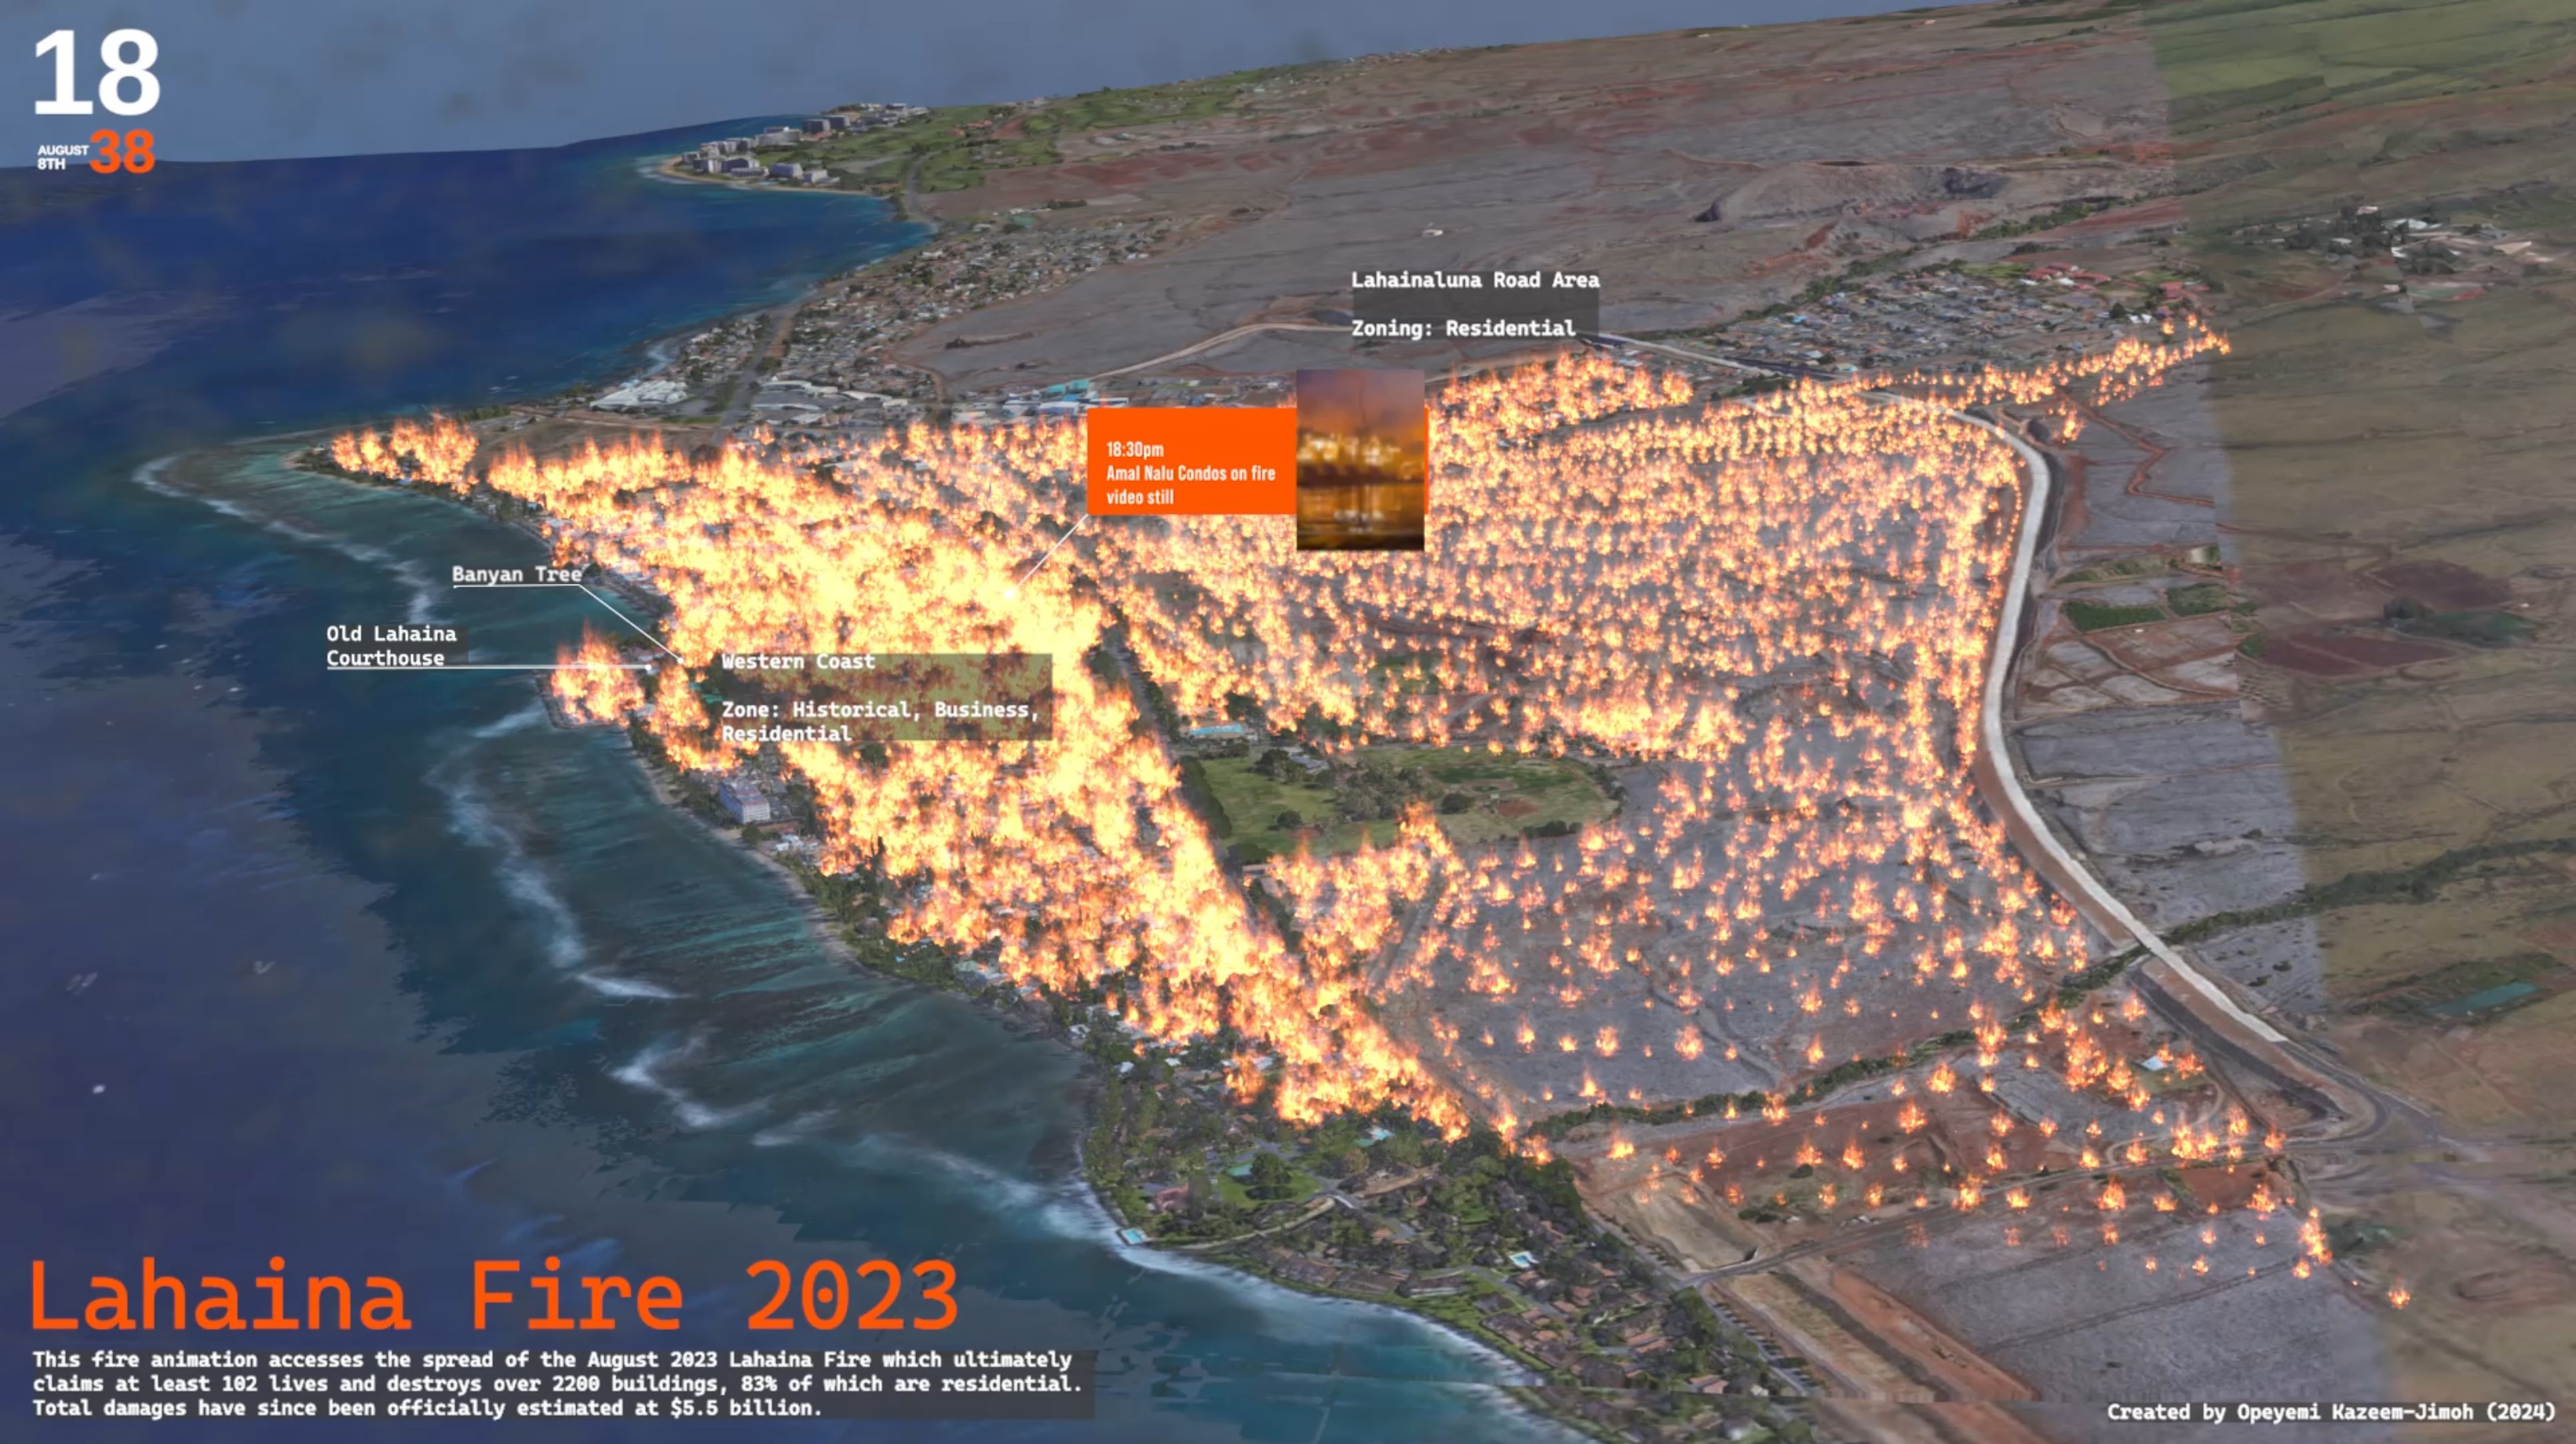 18
AUGUST
8TH
38
Lahainaluna Road Area
Zoning: Residential
18:30pm
Amal Nalu Condos on fire
video still
Banyan Tree
Old Lahaina
Courthouse
Western Coast
Zone: Historical, Business,
Residential
Lahaina Fire 2023
This fire animation accesses the spread of the August 2023 Lahaina Fire which ultimately
claims at least 102 lives and destroys over 2200 buildings, 83% of which are residential.
Total damages have since been officially estimated at $5.5 billion.
Created by Opeyemi Kazeem-Jimoh (2024)